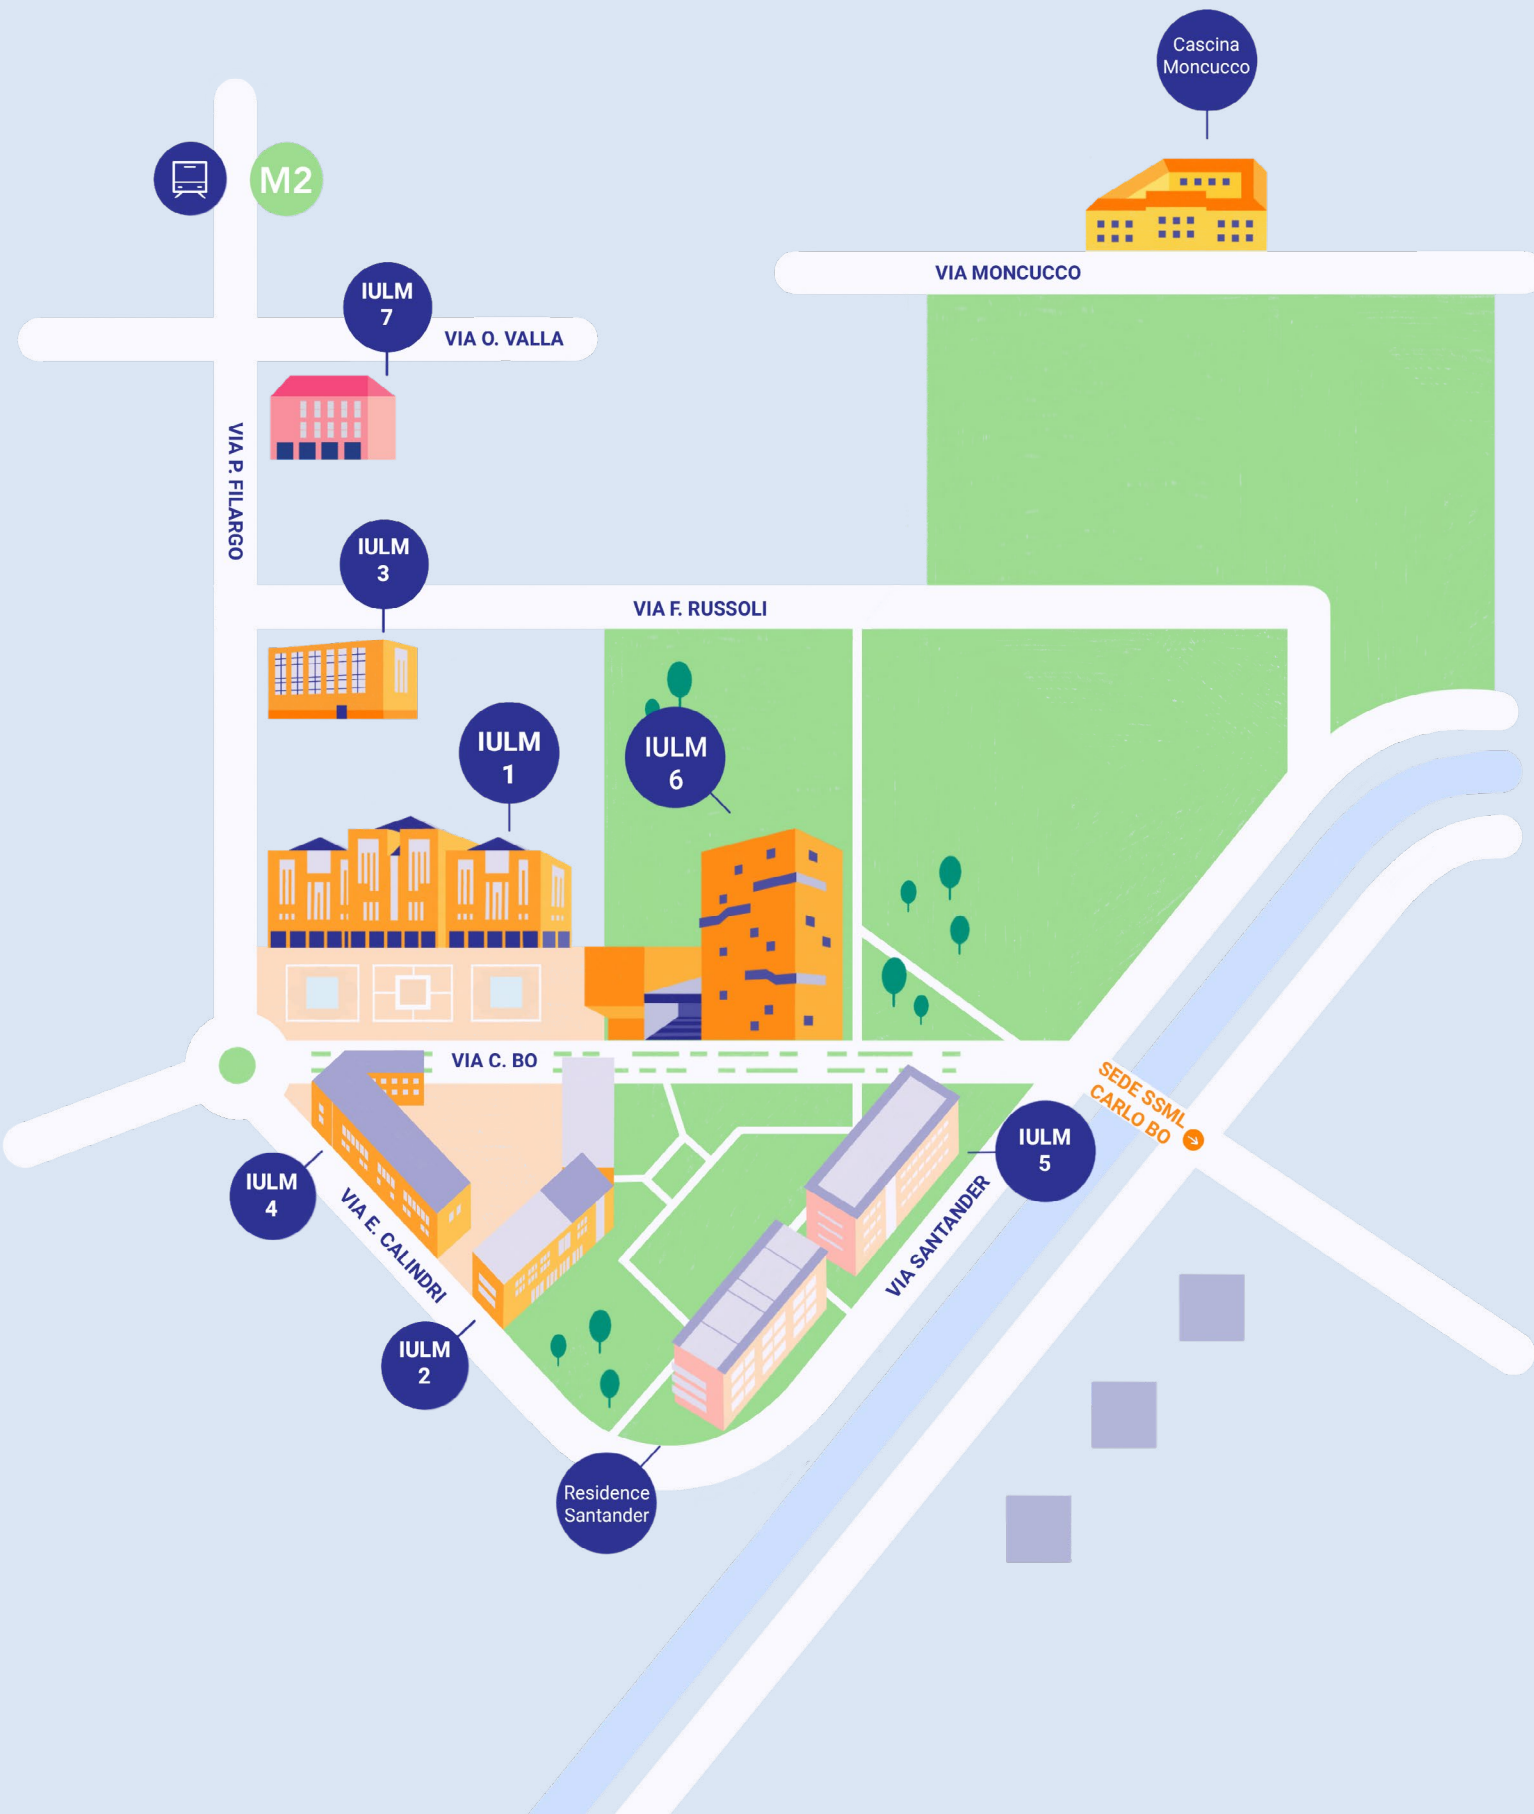 Cascina
Moncucco
M2
VIA MONCUCCO
IULM
7
VIA O. VALLA
VIA P. FILARGO
IULM
3
VIA F. RUSSOLI
IULM
1
IULM
6
VIA C. BO
SEDE SSML
CARLO BO
IULM
5
IULM
4
VIA E. CALINDRI
VIA SANTANDER
IULM
2
Residence
Santander